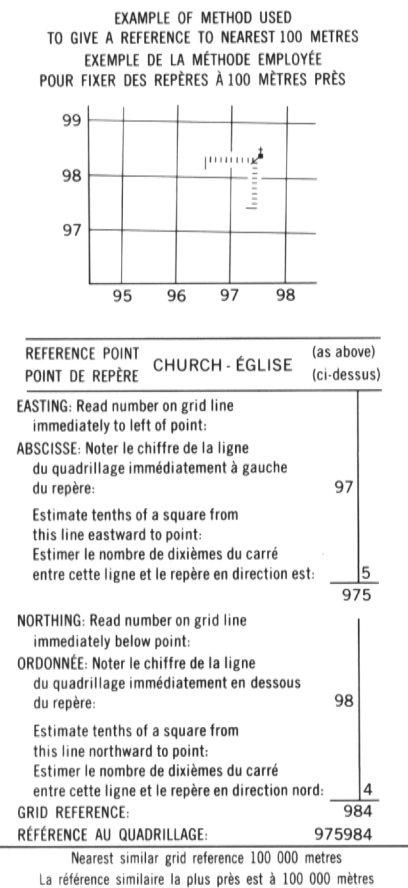 EXAMPLE OF METHOD USED
TO GIVE A REFERENCE TO NEAREST 100 METRES
EXEMPLE DE LA MÉTHODE EMPLOYÉE
POUR FIXER DES REPÈRES À 100 MÈTRES PRÈS
99
98
97
95 96 97 98
REFERENCE POINT
POINT DE REPÈRE
CHURCH - ÉGLISE
(as above)
(ci-dessus)
EASTING: Read number on grid line
immediately to left of point:
ABSCISSE: Noter le chiffre de la ligne
du quadrillage immédiatement à gauche
du repère: 97
Estimate tenths of a square from
this line eastward to point:
Estimer le nombre de dixièmes du carré
entre cette ligne et le repère en direction est: 5
975
NORTHING: Read number on grid line
immediately below point:
ORDONNÉE: Noter le chiffre de la ligne
du quadrillage immédiatement en dessous
du repère: 98
Estimate tenths of a square from
this line northward to point:
Estimer le nombre de dixièmes du carré
entre cette ligne et le repère en direction nord: 4
GRID REFERENCE: 984
RÉFÉRENCE AU QUADRILLAGE: 975984
Nearest similar grid reference 100 000 metres
La référence similaire la plus près est à 100 000 mètres